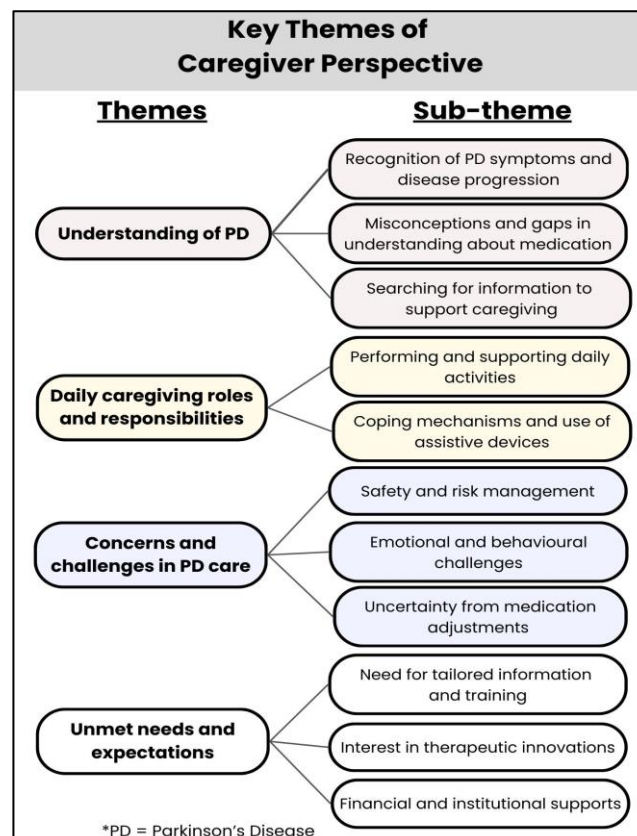 Key Themes of
Caregiver Perspective
Themes
Sub-theme
Understanding of PD
Recognition of PD symptoms and
disease progression
Misconceptions and gaps in
understanding about medication
Searching for information to
support caregiving
Daily caregiving roles
and responsibilities
Performing and supporting daily
activities
Coping mechanisms and use of
assistive devices
Concerns and
challenges in PD care
Safety and risk management
Emotional and behavioural
challenges
Uncertainty from medication
adjustments
Unmet needs and
expectations
Need for tailored information
and training
Interest in therapeutic innovations
Financial and institutional supports
*PD = Parkinson's Disease